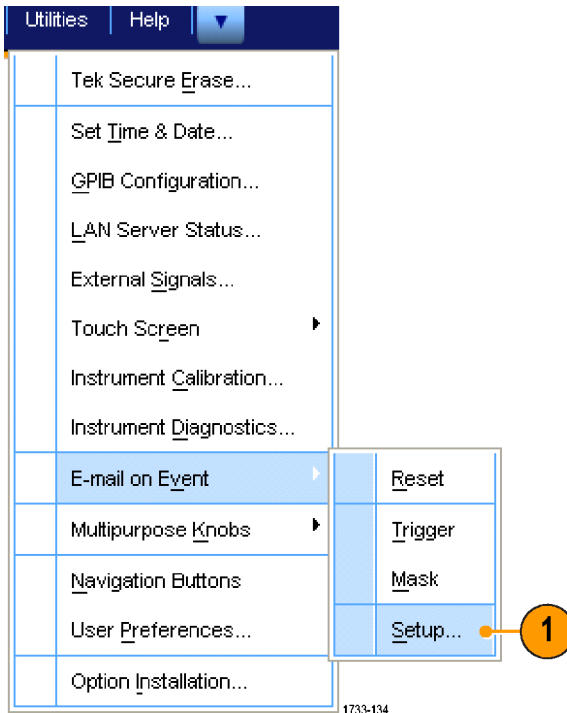 Utilities Help
Tek Secure Erase...
Set Time & Date...
GPIB Configuration...
LAN Server Status...
External Signals...
Touch Screen
Instrument Calibration...
Instrument Diagnostics...
E-mail on Event
Reset
Multipurpose Knobs
Trigger
Navigation Buttons
Mask
User Preferences...
Setup...
1
Option Installation...
1733-134